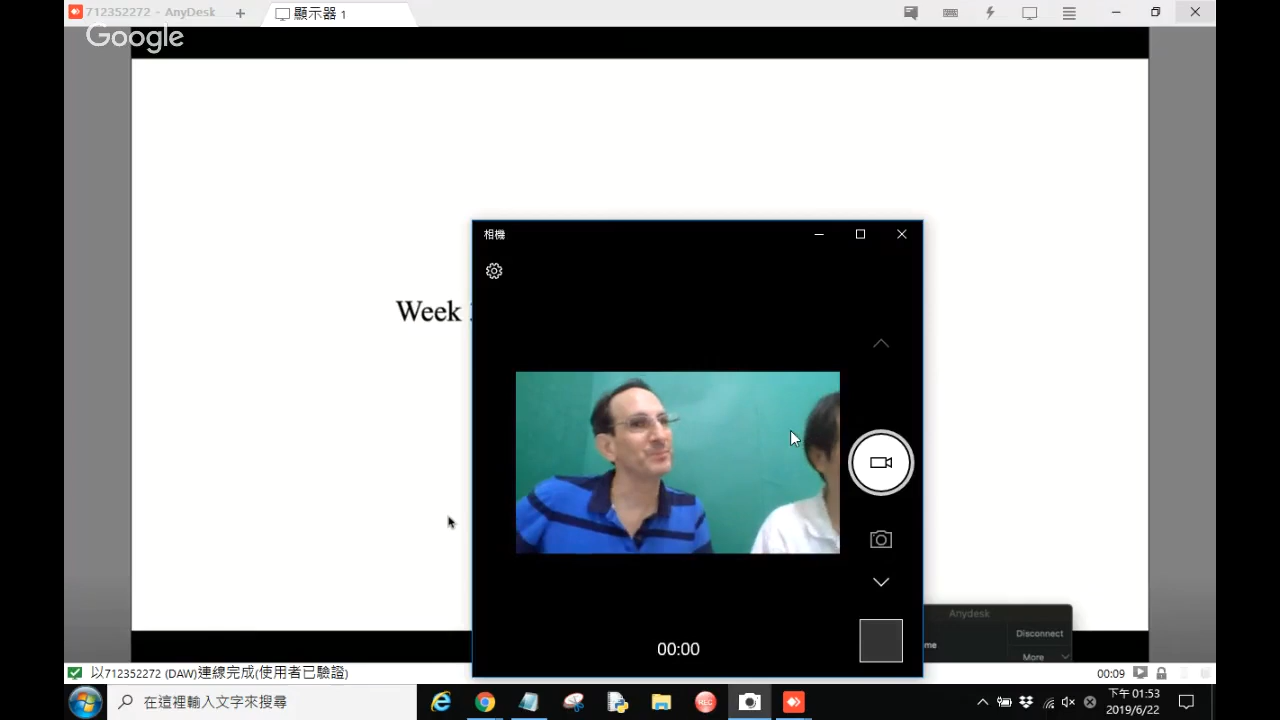 712352272 - AnyDesk
顯示器 1
Google
Week
相機
00:00
Anydesk
me
Disconnect
More
以712352272 (DAW)連線完成(使用者已驗證)
00:09
在這裡輸入文字來搜尋
REC
下午 01:53
2019/6/22